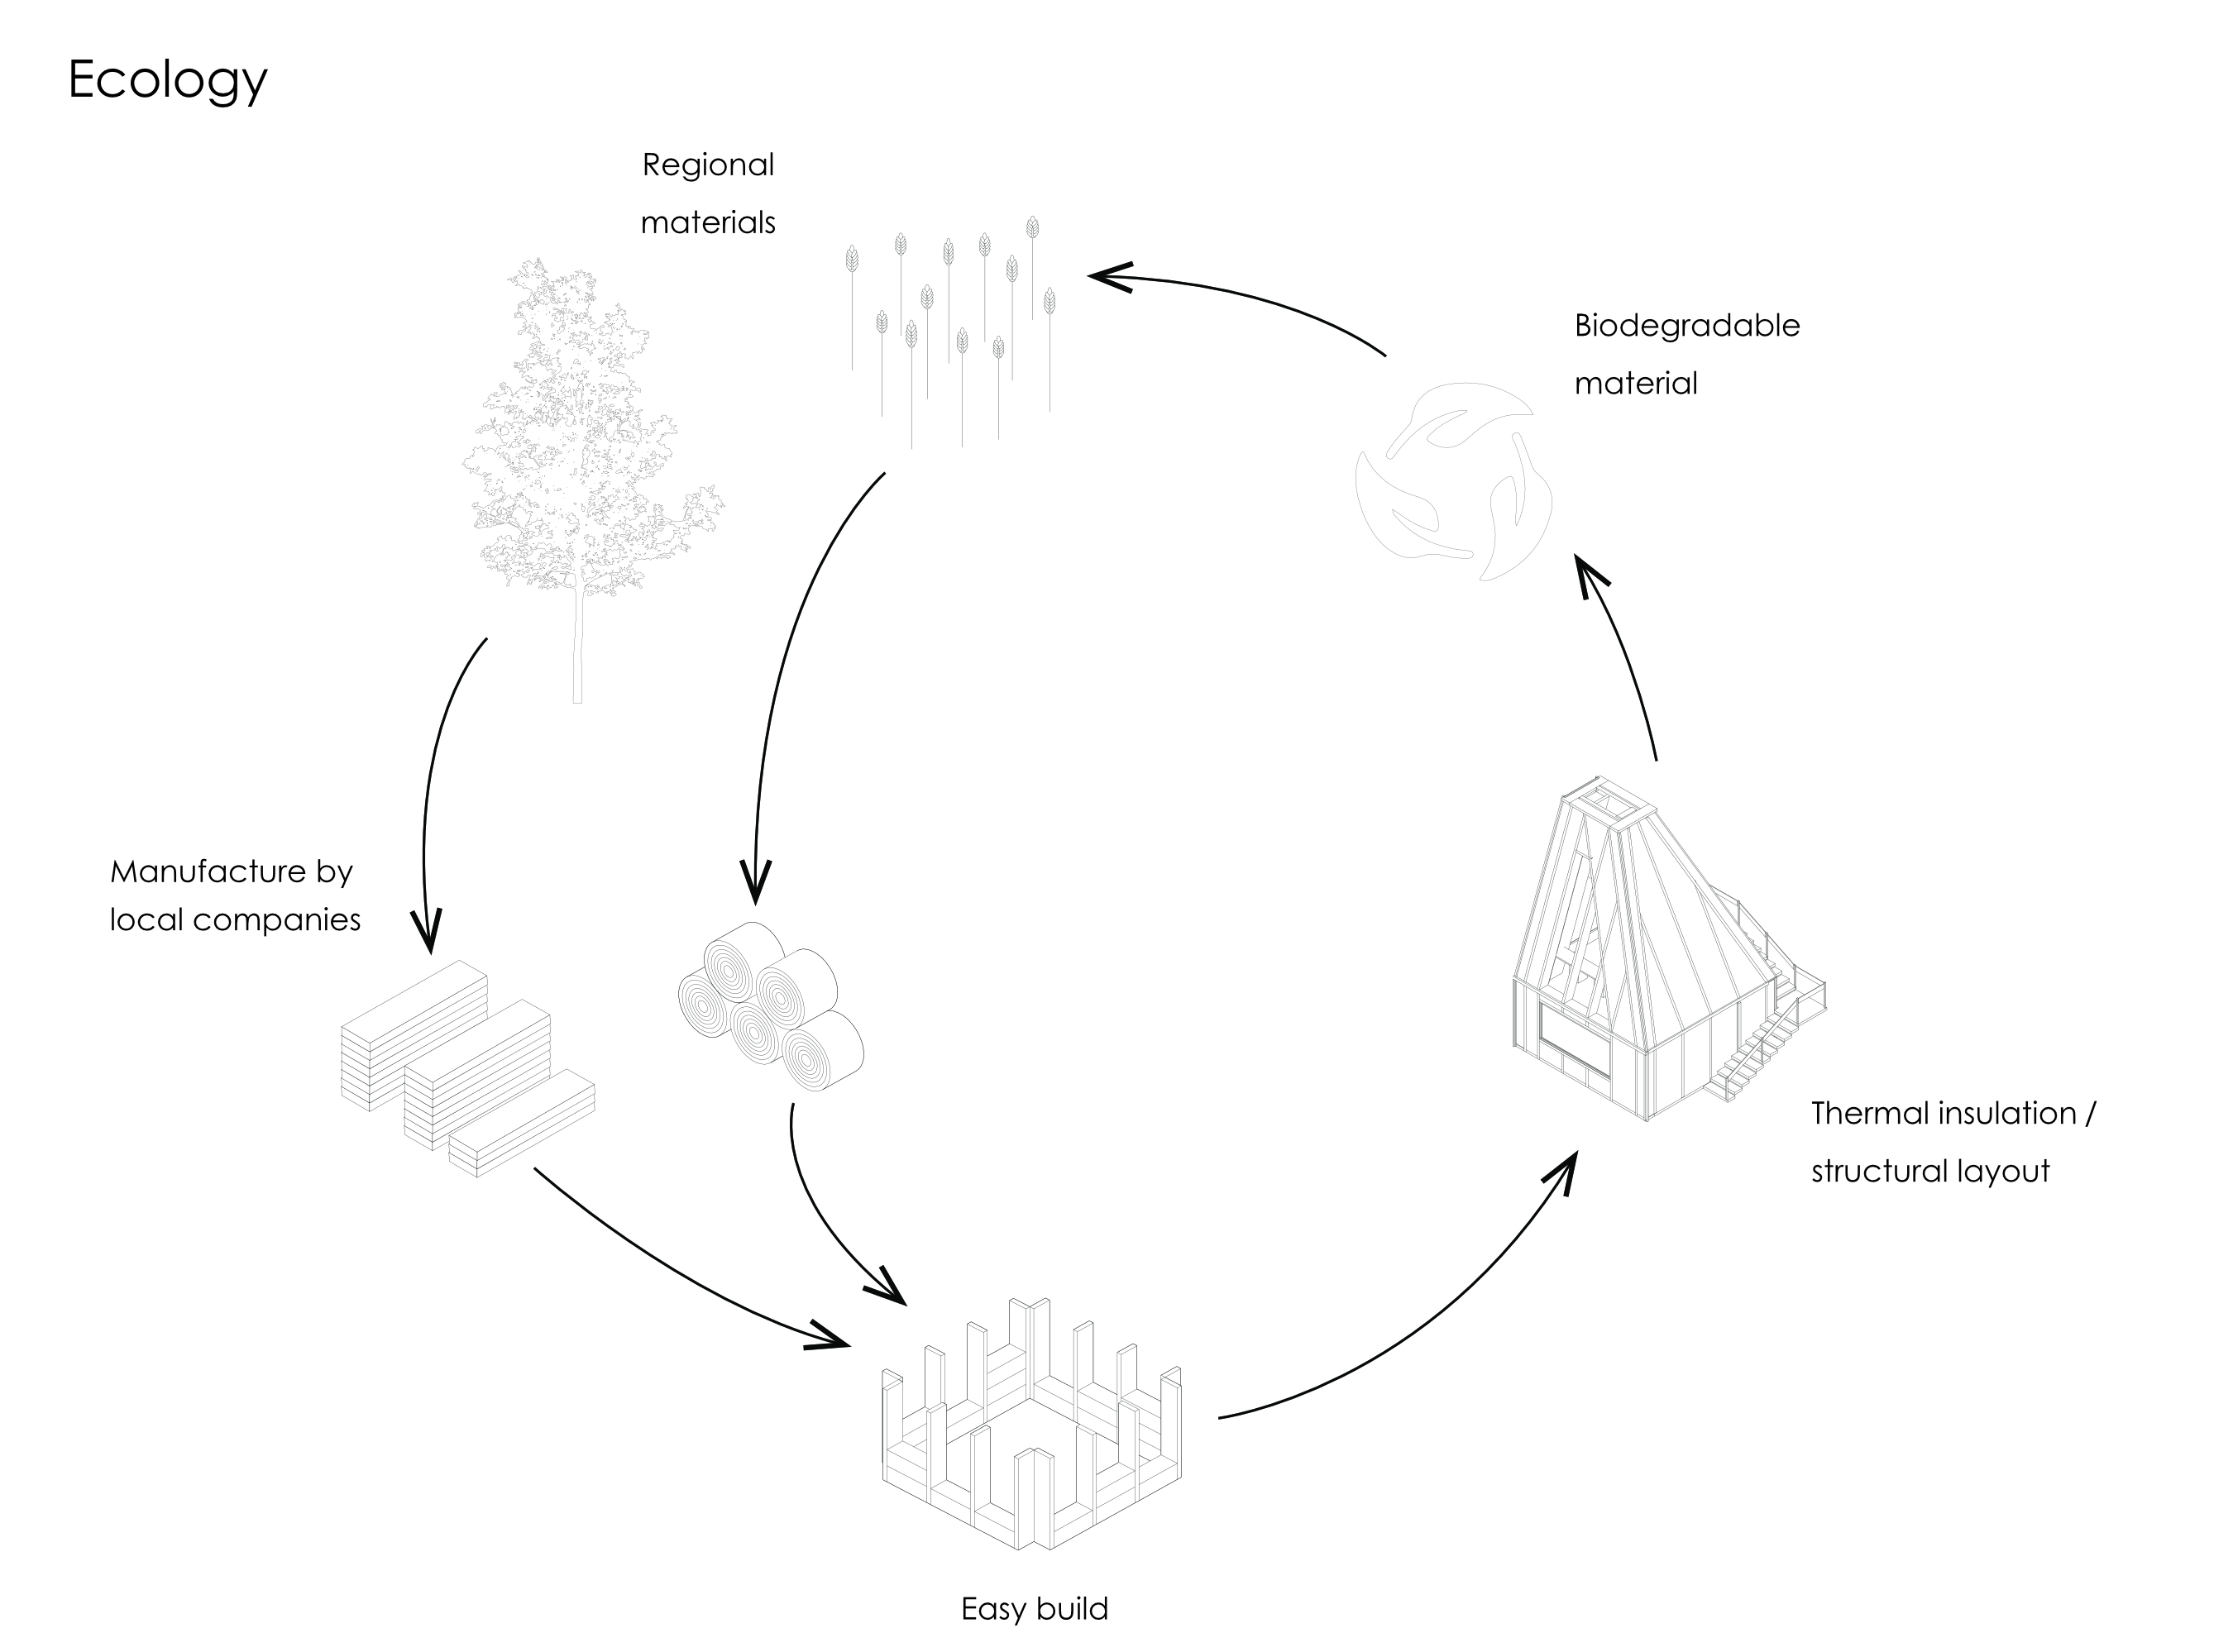 Ecology
Regional
materials
Biodegradable
material
Manufacture by
local companies
Thermal insulation /
structural layout
Easy build